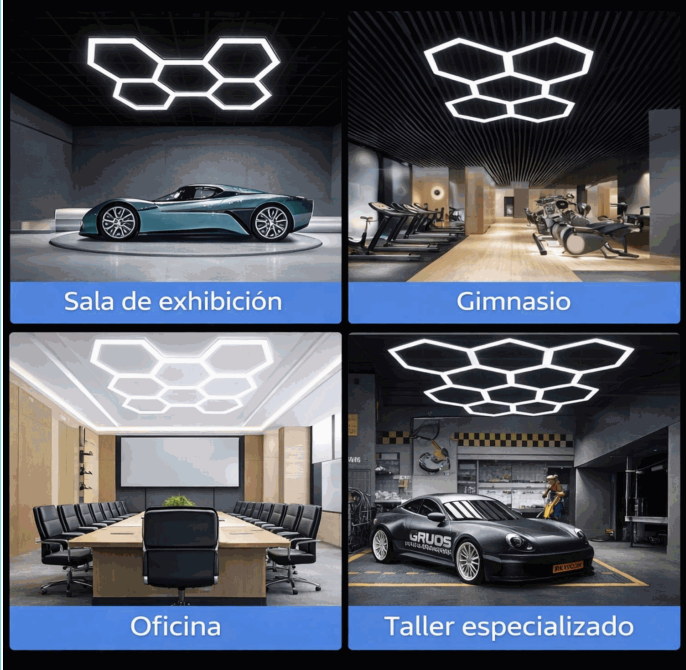 Sala de exhibición
Gimnasio
Oficina
Taller especializado
GRUOS